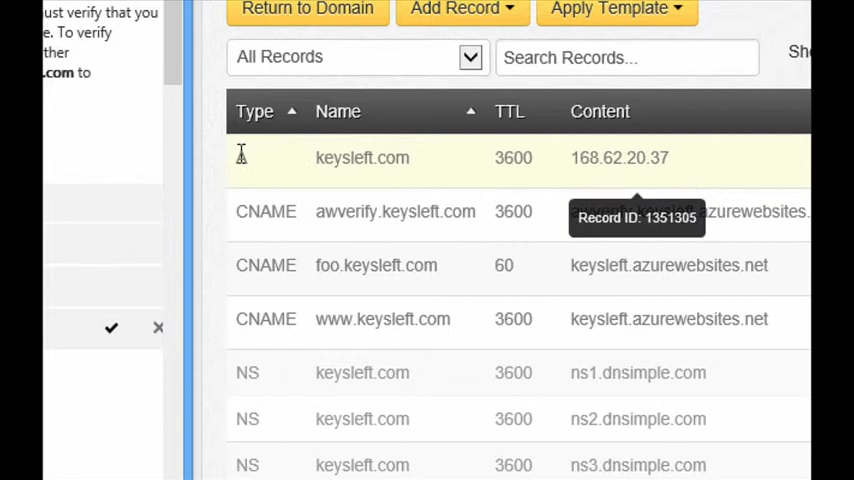 ust verify that you
e. To verify
ther
.com to
Return to Domain
Add Record
Apply Template
All Records
Search Records...
Sho
Type Name TTL Content
A keysleft.com 3600 168.62.20.37
CNAME awverify.keysleft.com 3600 awverify.keysleft.azurewebsites.
Record ID: 1351305
CNAME foo.keysleft.com 60 keysleft.azurewebsites.net
CNAME www.keysleft.com 3600 keysleft.azurewebsites.net
NS keysleft.com 3600 ns1.dnsimple.com
NS keysleft.com 3600 ns2.dnsimple.com
NS keysleft.com 3600 ns3.dnsimple.com